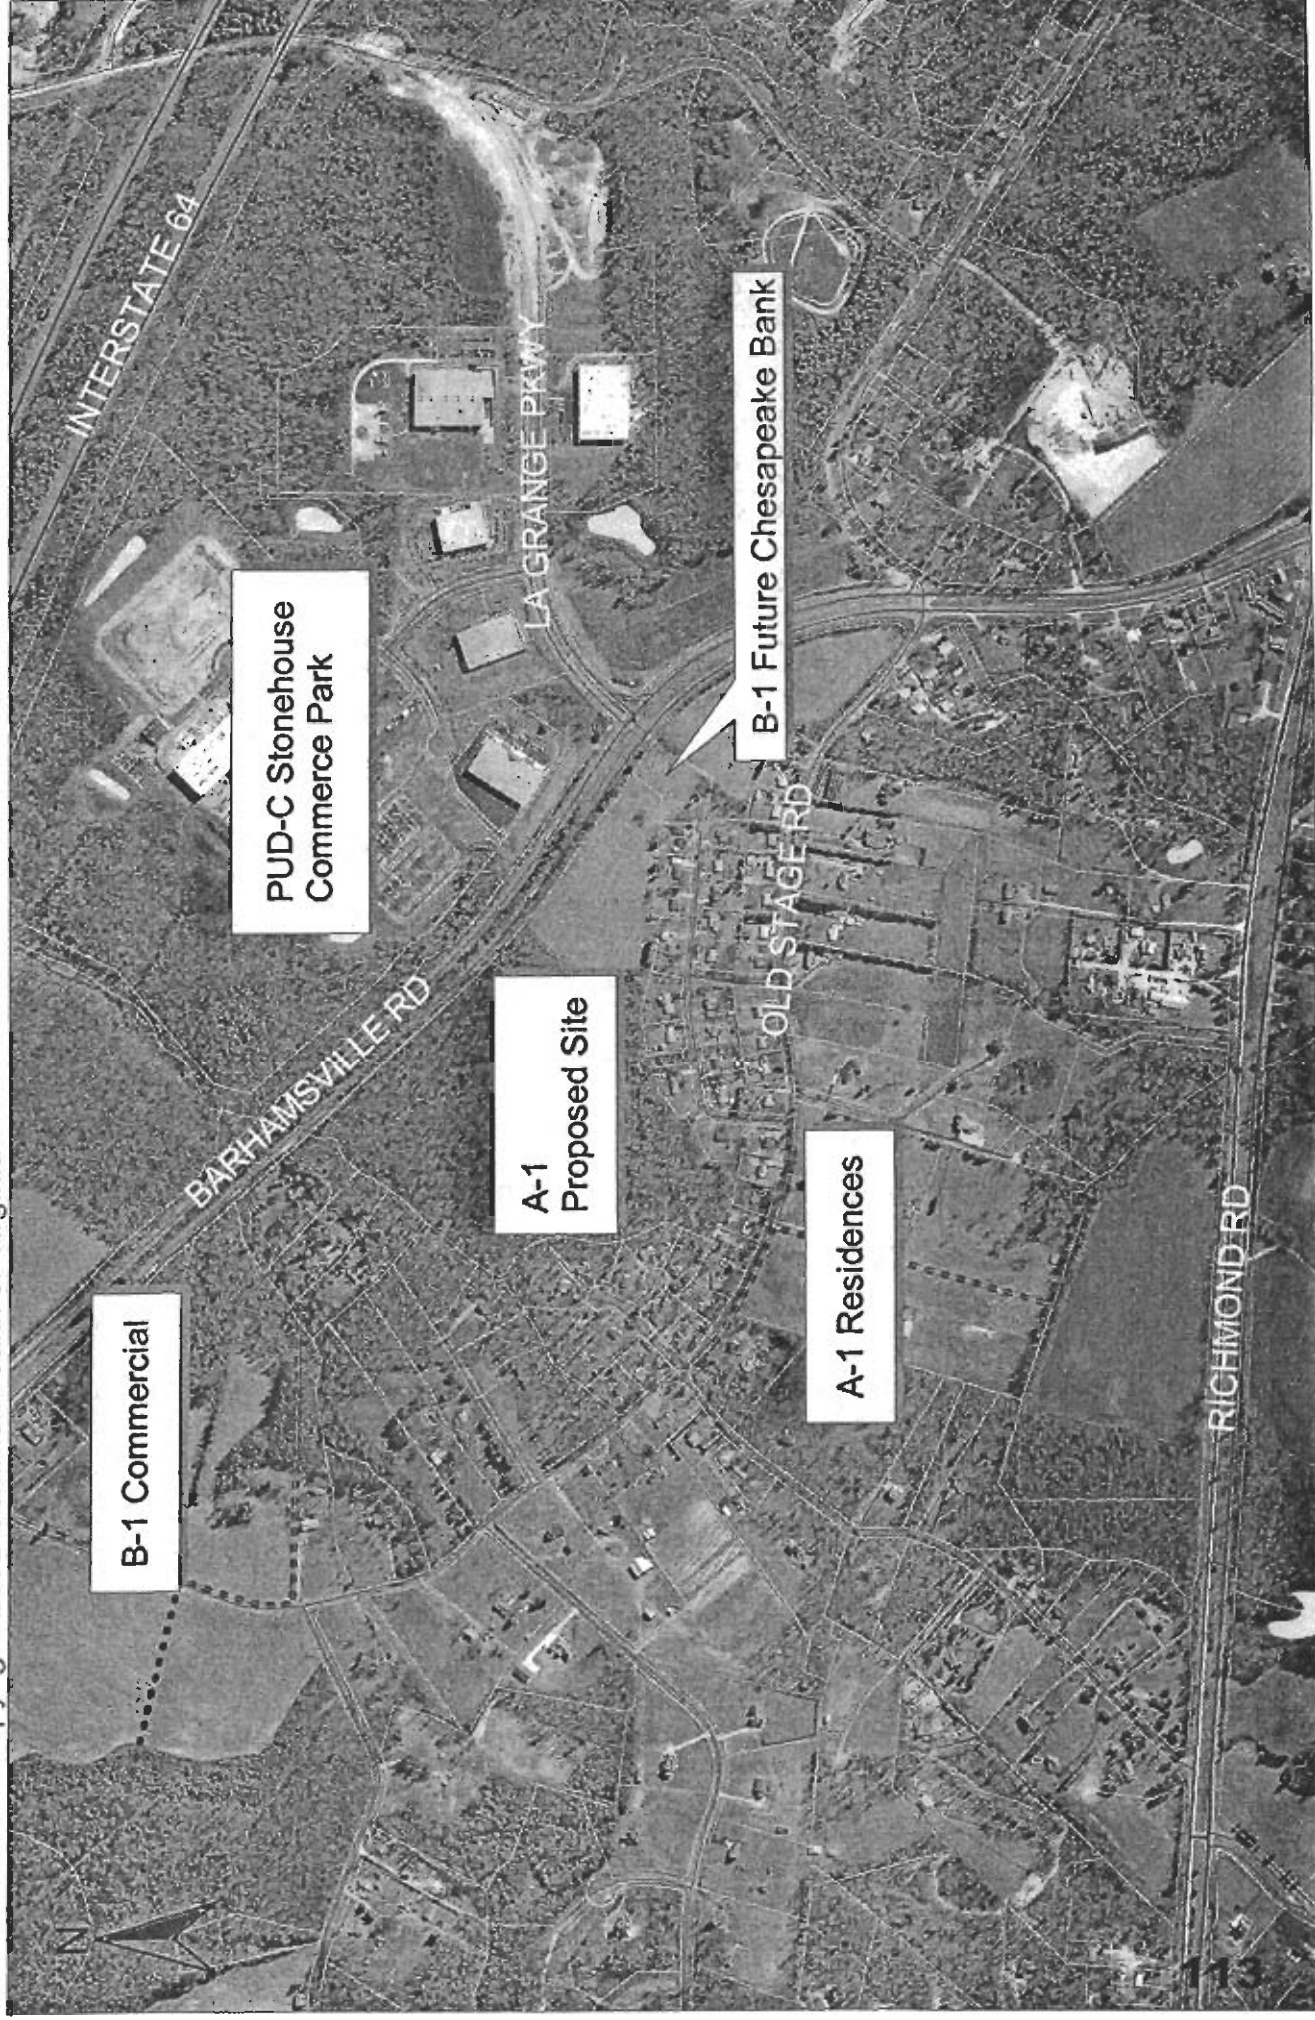 INTERSTATE 64
PUD-C Stonehouse
Commerce Park
LA GRANGE PKWY
BARHAMSVILLE RD
B-1 Commercial
B-1 Future Chesapeake Bank
A-1
Proposed Site
OLD STAGE RD
A-1 Residences
RICHMOND RD
N
113